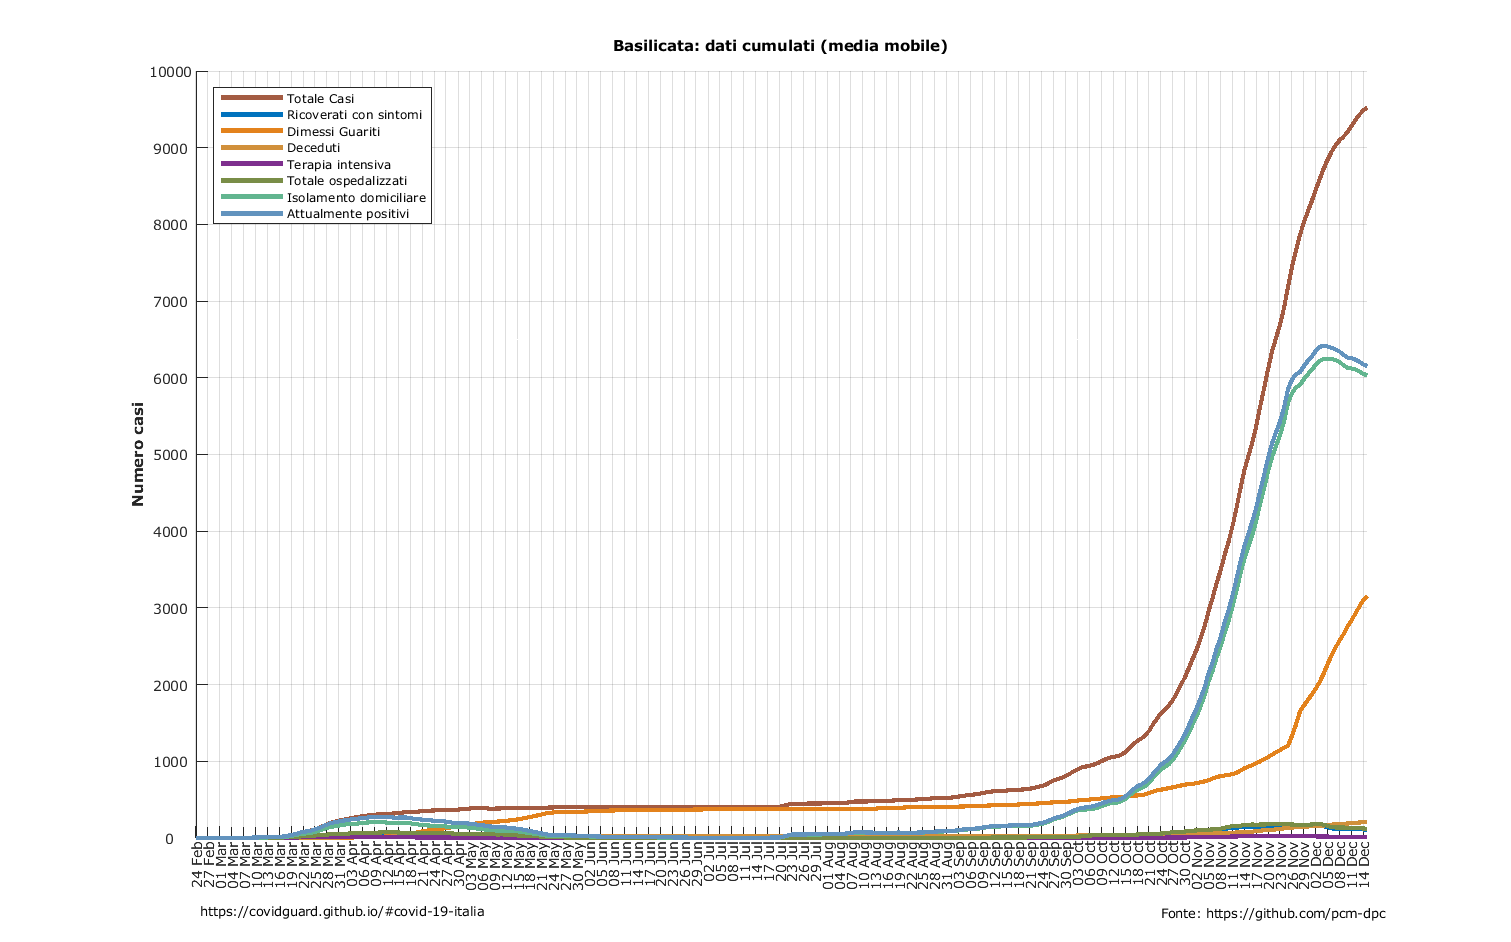 Basilicata: dati cumulati (media mobile)
10000
9000
8000
7000
6000
5000
4000
3000
2000
1000
0
Numero casi
Totale Casi
Ricoverati con sintomi
Dimessi Guariti
Deceduti
Terapia intensiva
Totale ospedalizzati
Isolamento domiciliare
Attualmente positivi
24 Feb
27 Feb
01 Mar
04 Mar
07 Mar
10 Mar
13 Mar
16 Mar
19 Mar
22 Mar
25 Mar
28 Mar
31 Mar
03 Apr
06 Apr
09 Apr
12 Apr
15 Apr
18 Apr
21 Apr
24 Apr
27 Apr
30 Apr
03 May
06 May
09 May
12 May
15 May
18 May
21 May
24 May
27 May
30 May
02 Jun
05 Jun
08 Jun
11 Jun
14 Jun
17 Jun
20 Jun
23 Jun
26 Jun
29 Jun
02 Jul
05 Jul
08 Jul
11 Jul
14 Jul
17 Jul
20 Jul
23 Jul
26 Jul
29 Jul
01 Aug
04 Aug
07 Aug
10 Aug
13 Aug
16 Aug
19 Aug
22 Aug
25 Aug
28 Aug
31 Aug
03 Sep
06 Sep
09 Sep
12 Sep
15 Sep
18 Sep
21 Sep
24 Sep
27 Sep
30 Sep
03 Oct
06 Oct
09 Oct
12 Oct
15 Oct
18 Oct
21 Oct
24 Oct
27 Oct
30 Oct
02 Nov
05 Nov
08 Nov
11 Nov
14 Nov
17 Nov
20 Nov
23 Nov
26 Nov
29 Nov
02 Dec
05 Dec
08 Dec
11 Dec
14 Dec
https://covidguard.github.io/#covid-19-italia
Fonte: https://github.com/pcm-dpc